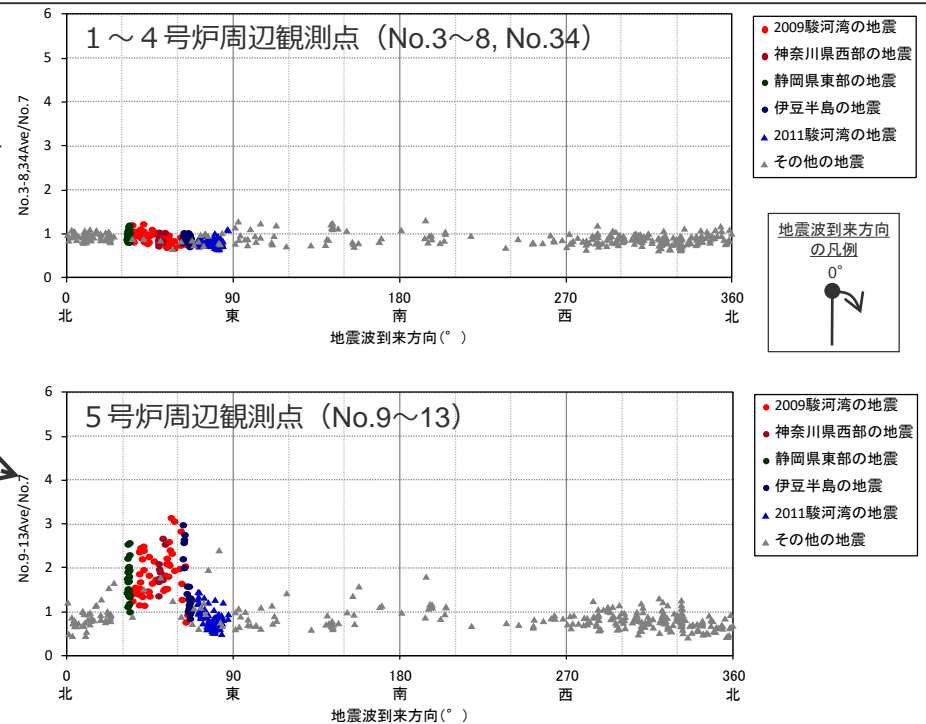 1～4号炉周辺観測点（No.3～8, No.34）
6
5
4
3
2
1
0
No.3-8,34Ave/No.7
0 90 180 270 360
北 東 南 西 北
地震波到来方向(°)
2009駿河湾の地震
神奈川県西部の地震
静岡県東部の地震
伊豆半島の地震
2011駿河湾の地震
その他の地震
地震波到来方向
の凡例
0°
5号炉周辺観測点（No.9～13）
6
5
4
3
2
1
0
No.9-13Ave/No.7
0 90 180 270 360
北 東 南 西 北
地震波到来方向(°)
2009駿河湾の地震
神奈川県西部の地震
静岡県東部の地震
伊豆半島の地震
2011駿河湾の地震
その他の地震